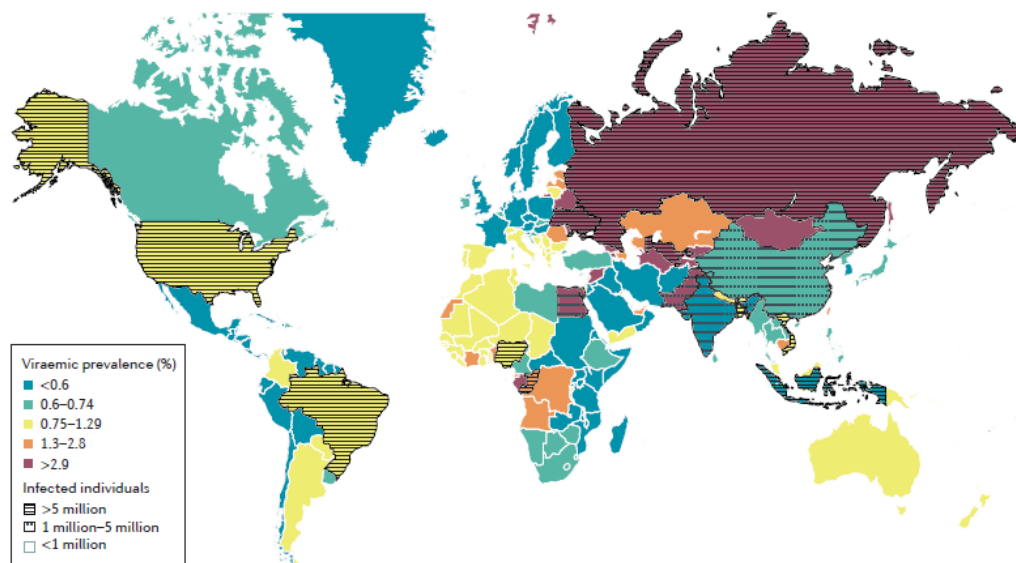 Viraemic prevalence (%)
<0.6
0.6–0.74
0.75–1.29
1.3–2.8
>2.9
Infected individuals
>5 million
1 million–5 million
<1 million